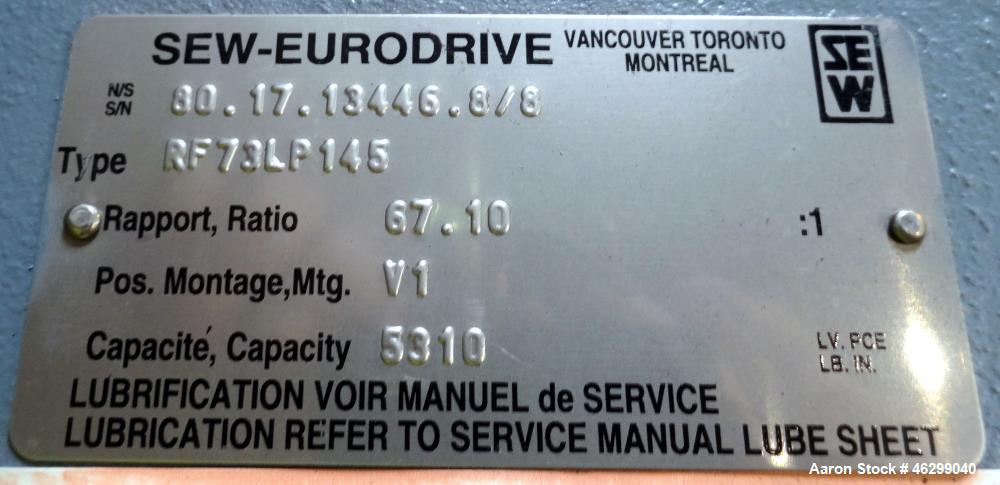 SEW-EURODRIVE VANCOUVER TORONTO MONTREAL
SEW
N/S S/N 80.17.13446.8/8
Type RF73LP145
Rapport, Ratio 67.10 :1
Pos. Montage,Mtg. V1
Capacité, Capacity 5310 LV. PCE LB. IN.
LUBRIFICATION VOIR MANUEL de SERVICE
LUBRICATION REFER TO SERVICE MANUAL LUBE SHEET
Aaron Stock # 46299040